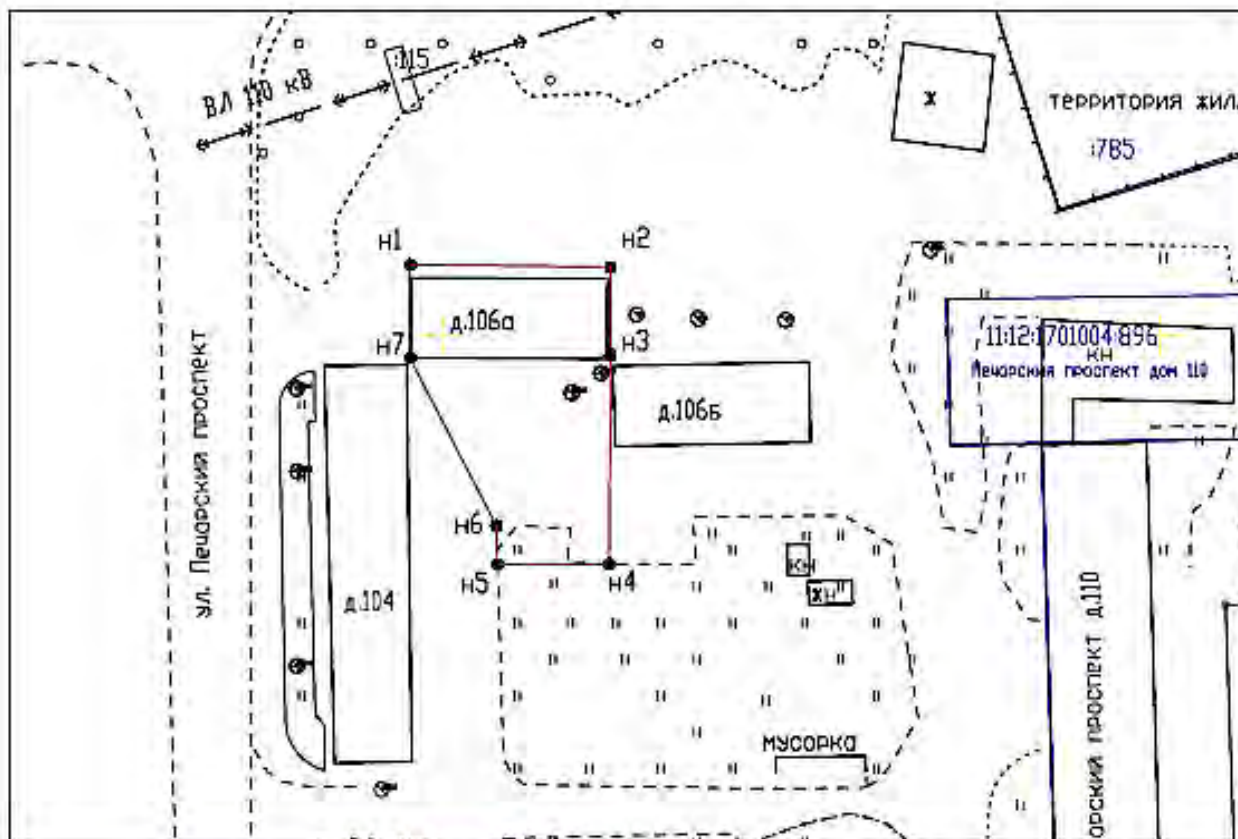 :115
ВЛ 110 кВ
Ж
ТЕРРИТОРИЯ ЖИЛ
:785
н1
н2
д.106а
н7
н3
11:12:1701004:896
КН
Печорский проспект дом 110
д.106Б
ул. Печорский проспект
н6
н5
н4
КН
ЖН
д.104
МУСОРКА
орский проспект д.110